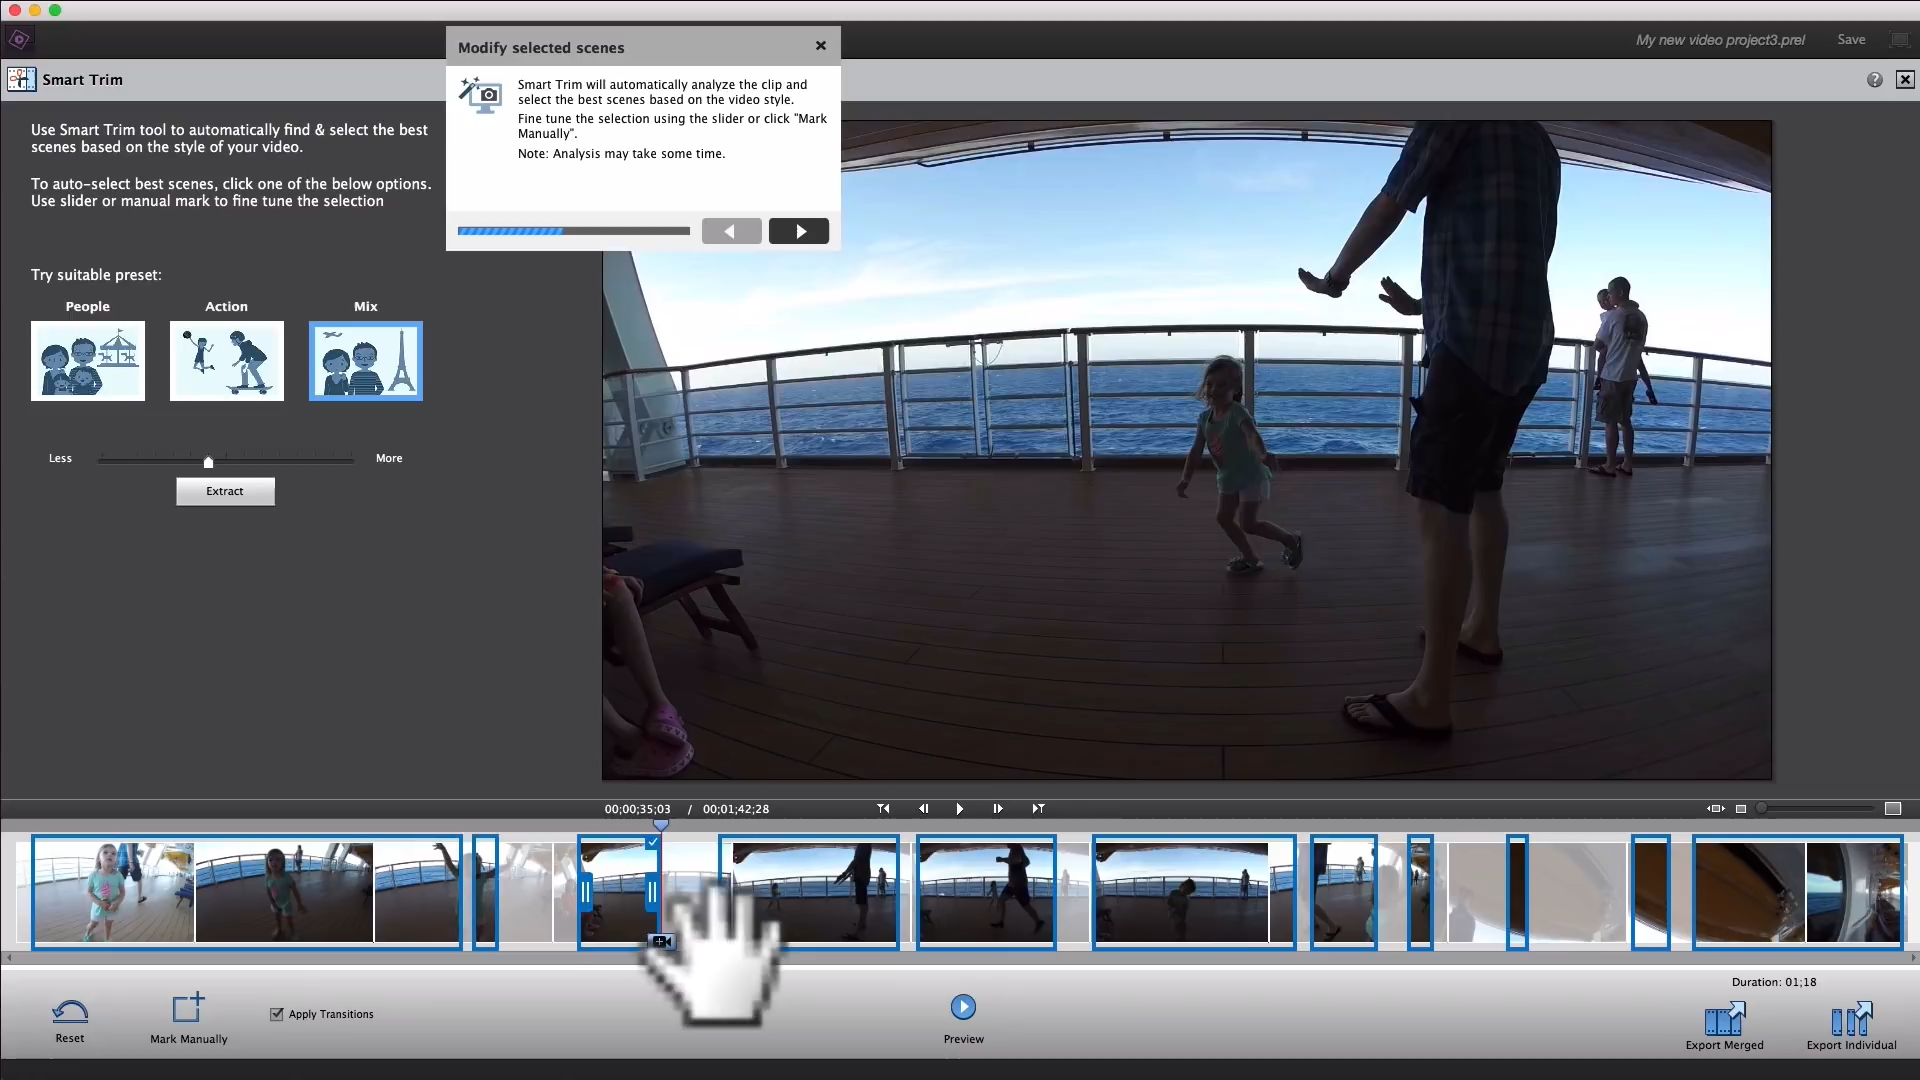 My new video project3.prel
Save
Smart Trim
Modify selected scenes
Smart Trim will automatically analyze the clip and
select the best scenes based on the video style.
Fine tune the selection using the slider or click "Mark
Manually".
Note: Analysis may take some time.
Use Smart Trim tool to automatically find & select the best
scenes based on the style of your video.
To auto-select best scenes, click one of the below options.
Use slider or manual mark to fine tune the selection
Try suitable preset:
People
Action
Mix
Less
More
Extract
00;00;35;03 / 00;01;42;28
Duration: 01;18
Reset
Mark Manually
Apply Transitions
Preview
Export Merged
Export Individual